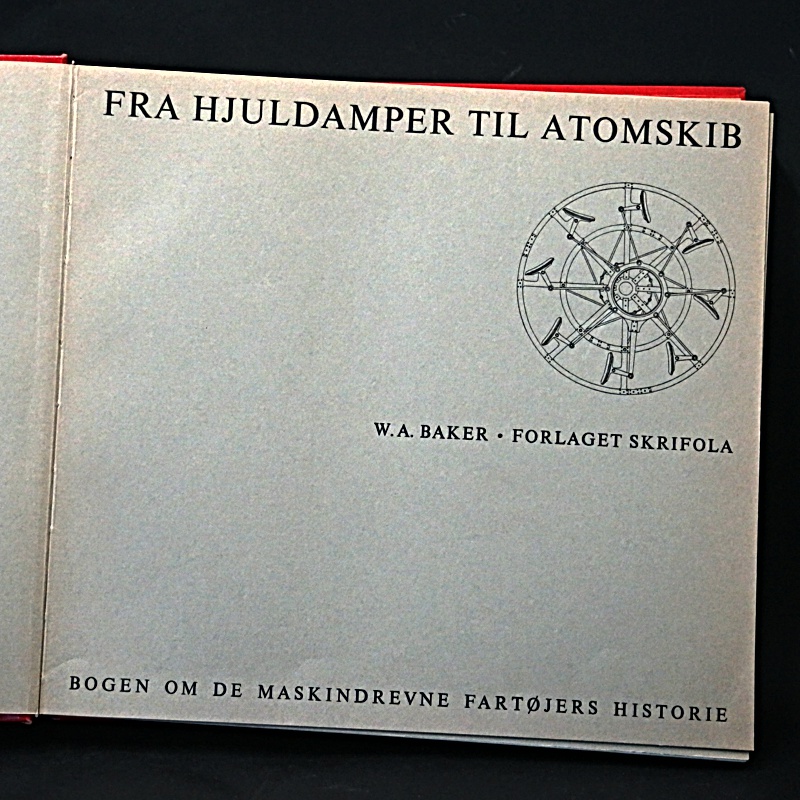 FRA HJULDAMPER TIL ATOMSKIB
W.A. BAKER • FORLAGET SKRIFOLA
BOGEN OM DE MASKINDREVNE FARTØJERS HISTORIE